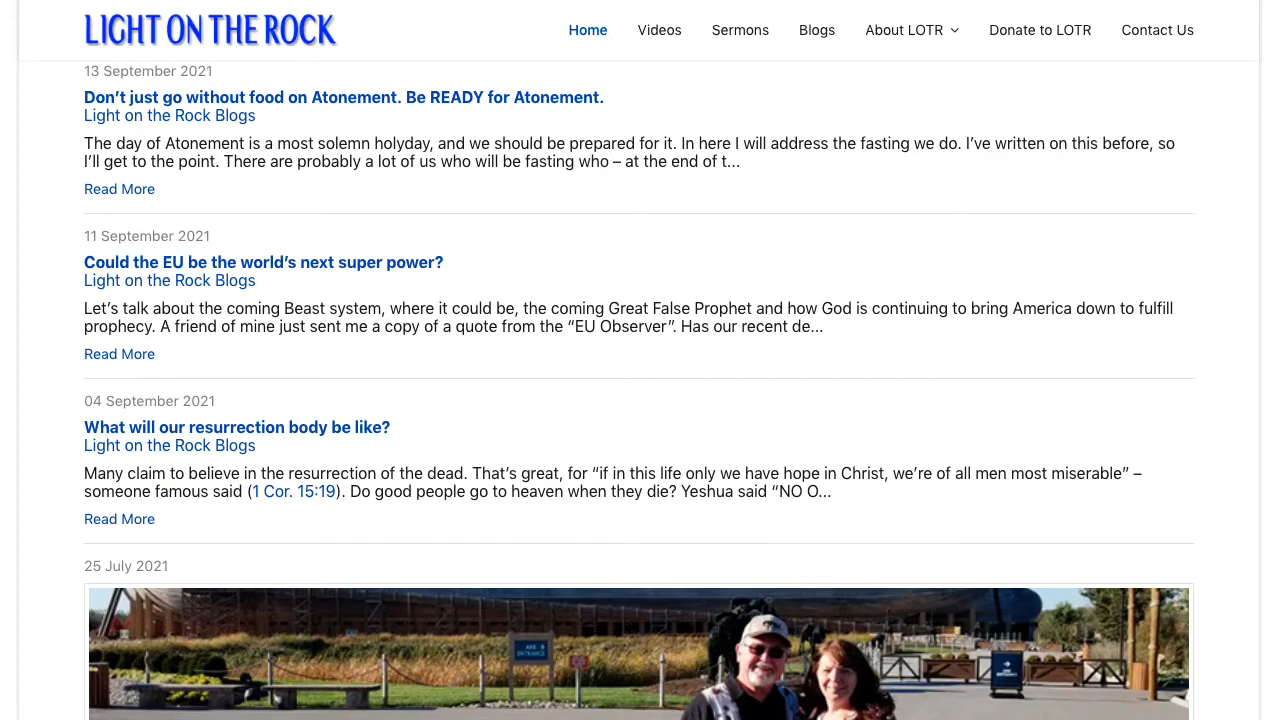 LIGHT ON THE ROCK
Home Videos Sermons Blogs About LOTR Donate to LOTR Contact Us
13 September 2021
Don’t just go without food on Atonement. Be READY for Atonement.
Light on the Rock Blogs
The day of Atonement is a most solemn holyday, and we should be prepared for it. In here I will address the fasting we do. I’ve written on this before, so
I’ll get to the point. There are probably a lot of us who will be fasting who – at the end of t...
Read More
11 September 2021
Could the EU be the world’s next super power?
Light on the Rock Blogs
Let’s talk about the coming Beast system, where it could be, the coming Great False Prophet and how God is continuing to bring America down to fulfill
prophecy. A friend of mine just sent me a copy of a quote from the “EU Observer”. Has our recent de...
Read More
04 September 2021
What will our resurrection body be like?
Light on the Rock Blogs
Many claim to believe in the resurrection of the dead. That’s great, for “if in this life only we have hope in Christ, we’re of all men most miserable” –
someone famous said (1 Cor. 15:19). Do good people go to heaven when they die? Yeshua said “NO O...
Read More
25 July 2021
ENTRANCE